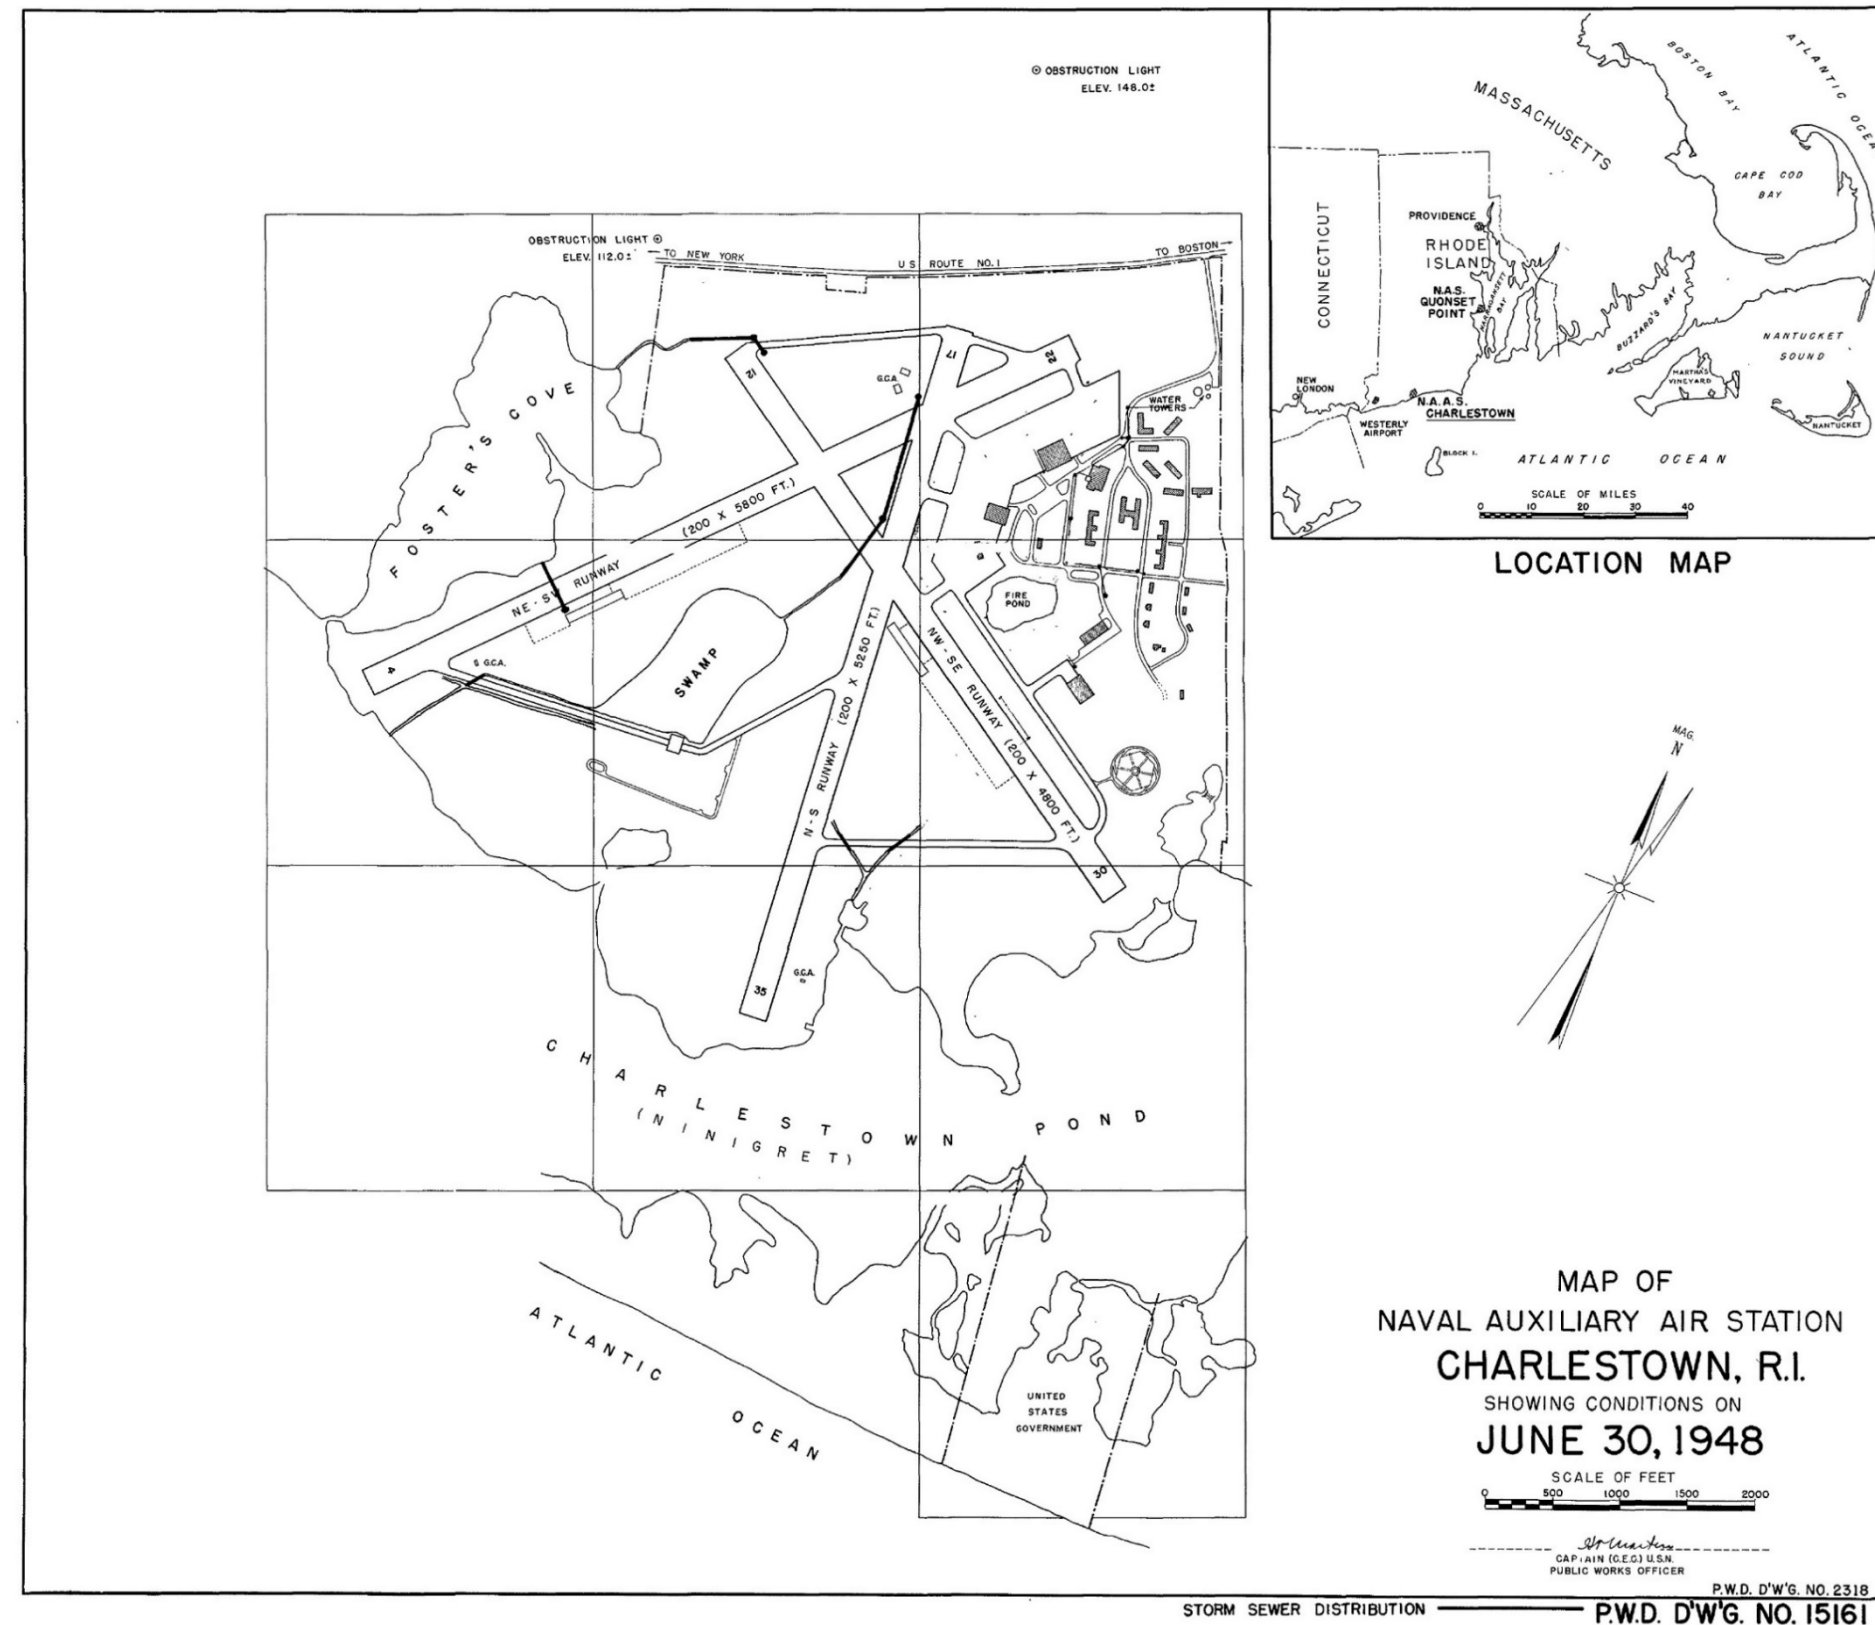 OBSTRUCTION LIGHT
ELEV. 148.0±
OBSTRUCTION LIGHT
ELEV. 112.0±
TO NEW YORK
U S ROUTE NO. 1
TO BOSTON
FOSTER'S COVE
12
17
22
G.C.A.
WATER
TOWERS
NE-SW RUNWAY (200 X 5800 FT.)
4
G.C.A.
SWAMP
FIRE
POND
N-S RUNWAY (200 X 5250 FT.)
NW-SE RUNWAY (200 X 4800 FT.)
30
35
G.C.A.
CHARLESTOWN POND
(NINIGRET)
ATLANTIC OCEAN
UNITED
STATES
GOVERNMENT
MASSACHUSETTS
BOSTON BAY
ATLANTIC OCEA
CAPE COD
BAY
CONNECTICUT
PROVIDENCE
RHODE
ISLAND
N.A.S.
QUONSET
POINT
NARRAGANSETT
BAY
BUZZARD'S BAY
NANTUCKET
SOUND
MARTHA'S
VINEYARD
NANTUCKET
NEW
LONDON
N.A.A.S.
CHARLESTOWN
WESTERLY
AIRPORT
BLOCK I.
ATLANTIC OCEAN
SCALE OF MILES
0 10 20 30 40
LOCATION MAP
MAG.
N
MAP OF
NAVAL AUXILIARY AIR STATION
CHARLESTOWN, R.I.
SHOWING CONDITIONS ON
JUNE 30, 1948
SCALE OF FEET
0 500 1000 1500 2000
CAPTAIN (C.E.C.) U.S.N.
PUBLIC WORKS OFFICER
P.W.D. D'W'G. NO. 2318
STORM SEWER DISTRIBUTION P.W.D. D'W'G. NO. 15161